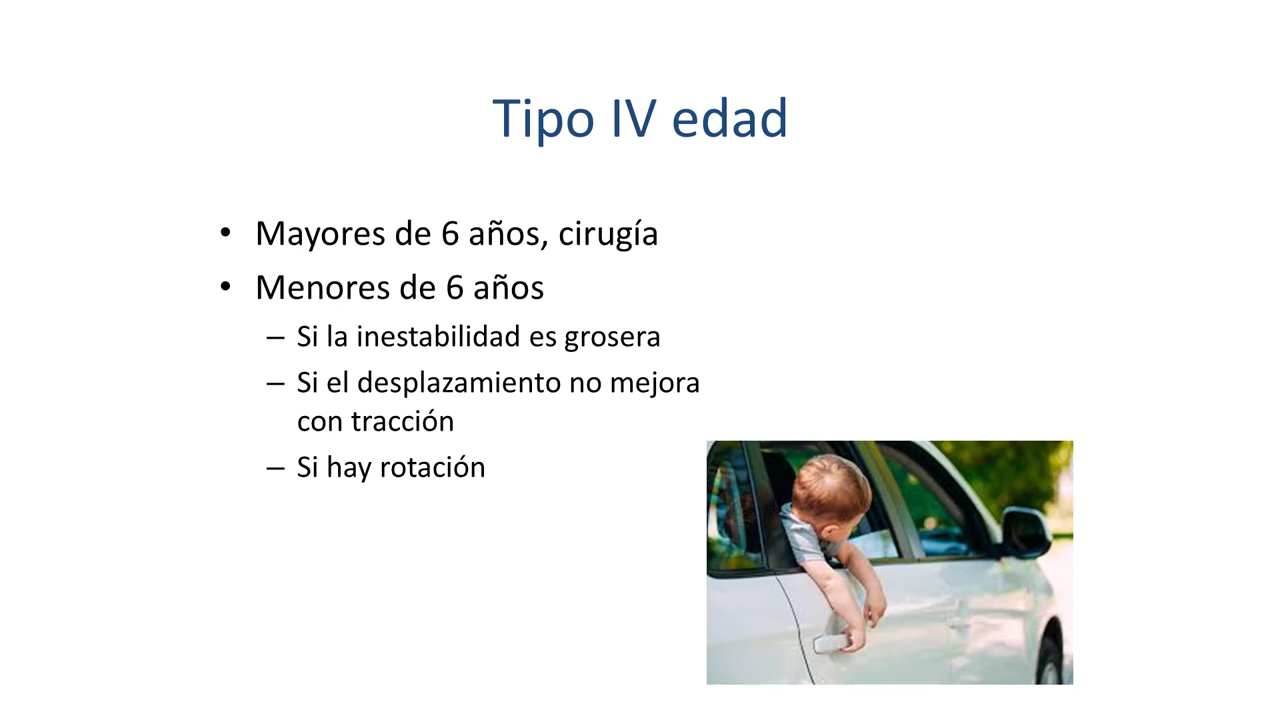 Tipo IV edad
• Mayores de 6 años, cirugía
• Menores de 6 años
– Si la inestabilidad es grosera
– Si el desplazamiento no mejora
con tracción
– Si hay rotación